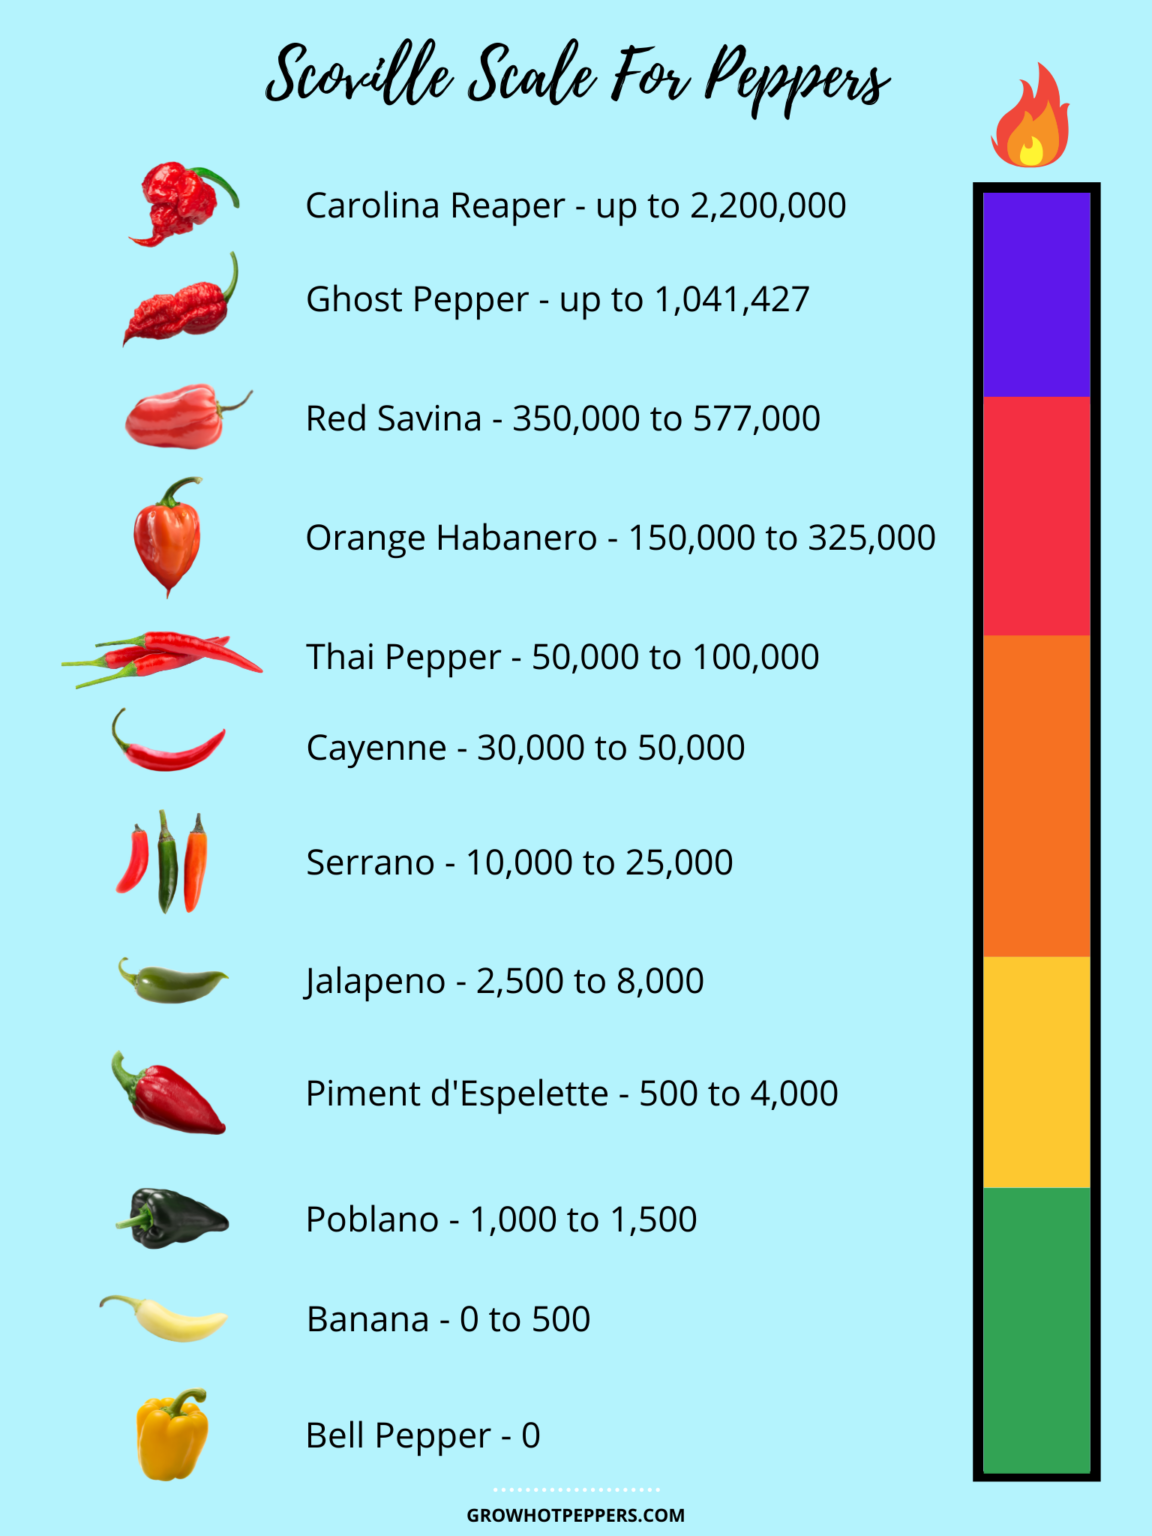 Scoville Scale For Peppers
Carolina Reaper - up to 2,200,000
Ghost Pepper - up to 1,041,427
Red Savina - 350,000 to 577,000
Orange Habanero - 150,000 to 325,000
Thai Pepper - 50,000 to 100,000
Cayenne - 30,000 to 50,000
Serrano - 10,000 to 25,000
Jalapeno - 2,500 to 8,000
Piment d'Espelette - 500 to 4,000
Poblano - 1,000 to 1,500
Banana - 0 to 500
Bell Pepper - 0
GROWHOTPEPPERS.COM